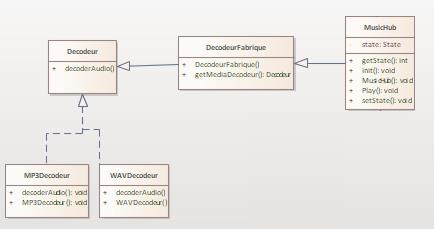 MusicHub
state: State
+ getState(): int
+ init(): void
+ MusicHub(): void
+ Play(): void
+ setState(): void
DecodeurFabrique
+ DecodeurFabrique()
+ getMediaDecodeur(): Decodeur
Decodeur
+ decoderAudio()
MP3Decodeur
+ decoderAudio(): void
+ MP3Decodeur(): void
WAVDecodeur
+ decoderAudio()
+ WAVDecodeur()